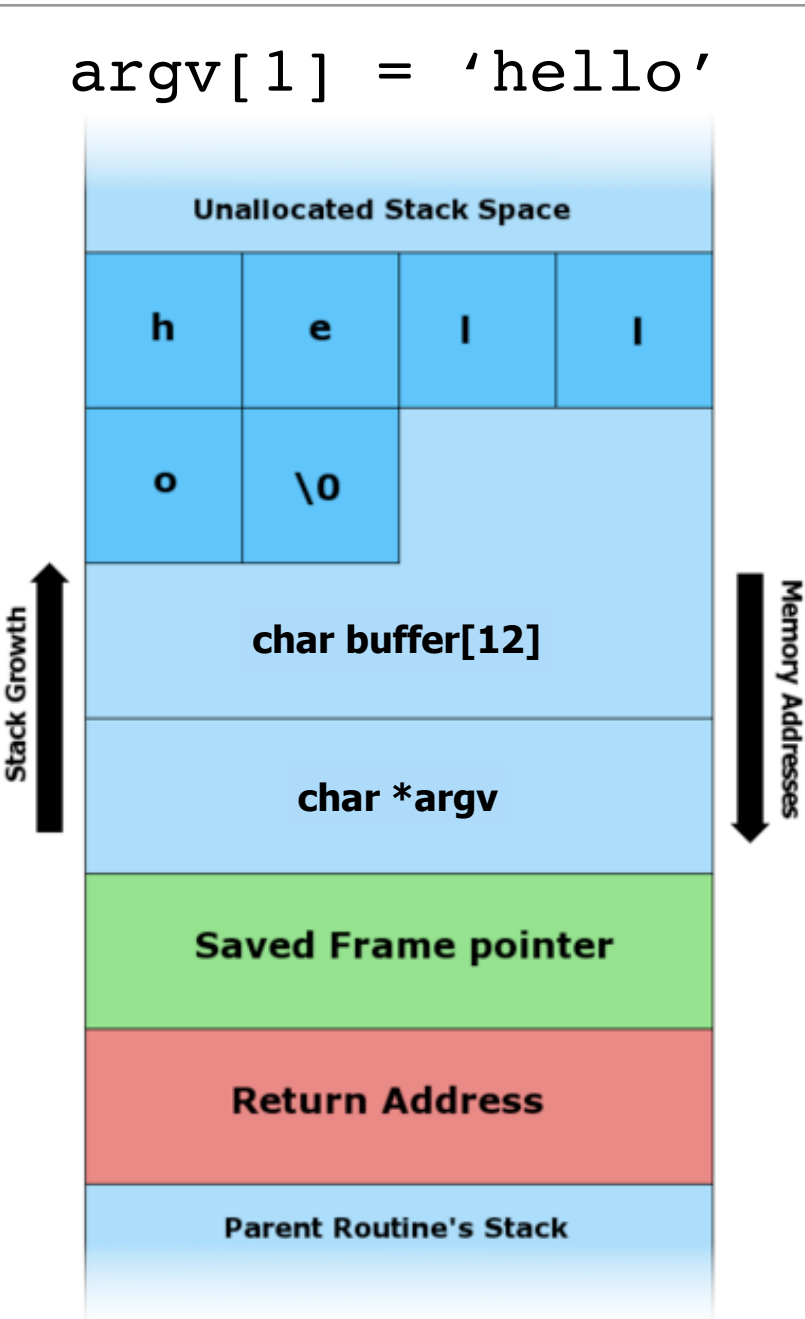 argv[1] = ‘hello’
Unallocated Stack Space
h e l l
o \0
char buffer[12]
Stack Growth
Memory Addresses
char *argv
Saved Frame pointer
Return Address
Parent Routine's Stack